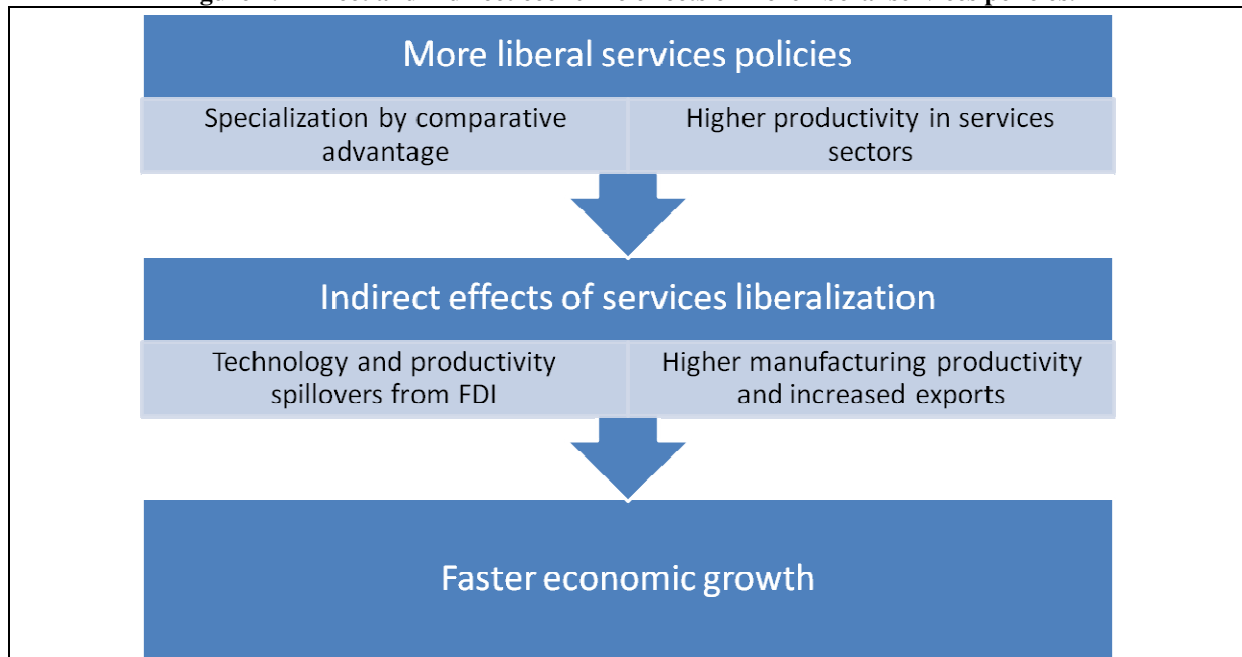 More liberal services policies
Specialization by comparative
advantage
Higher productivity in services
sectors
Indirect effects of services liberalization
Technology and productivity
spillovers from FDI
Higher manufacturing productivity
and increased exports
Faster economic growth